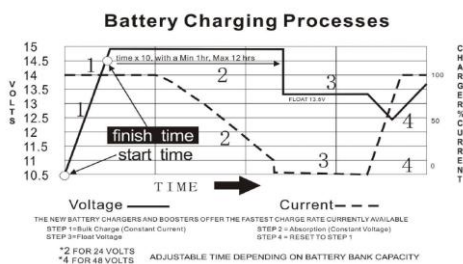 Battery Charging Processes
VOLTS
15
14.5
14
13.5
12.5
11.5
11
10.5
time x 10, with a Min 1hr, Max 12 hrs
1
1
2
2
3
3
4
4
FLOAT 13.8V
finish time
start time
TIME
100
50
0
CHARGER%CURRENT
Voltage
Current
THE NEW BATTERY CHARGERS AND BOOSTERS OFFER THE FASTEST CHARGE RATE CURRENTLY AVAILABLE
STEP 1=Bulk Charge (Constant Current)
STEP 2 = Absorption (Constant Voltage)
STEP 3=Float Voltage
STEP 4 = RESET TO STEP 1
*2 FOR 24 VOLTS
*4 FOR 48 VOLTS
ADJUSTABLE TIME DEPENDING ON BATTERY BANK CAPACITY